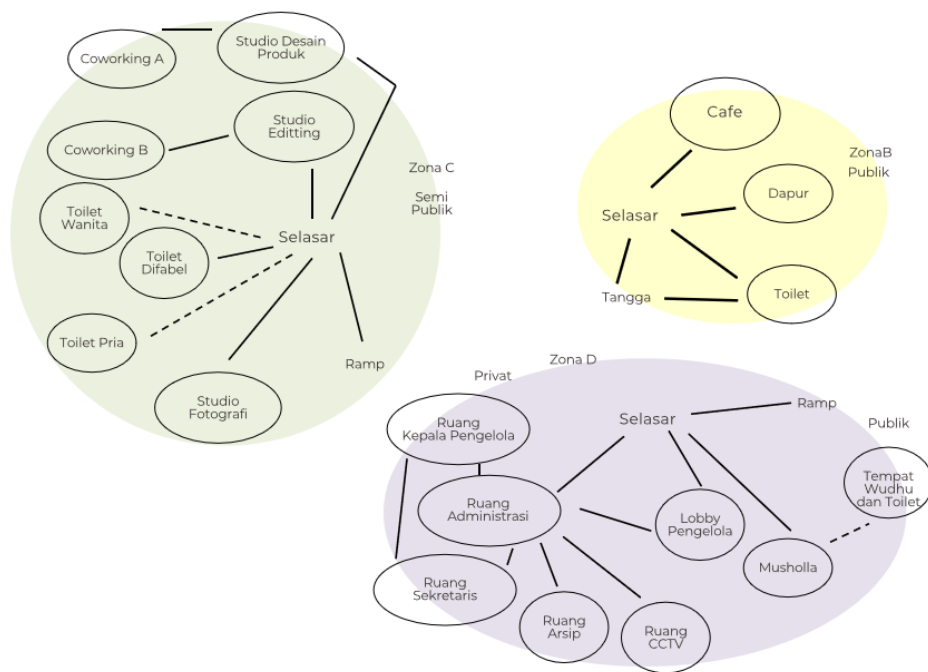 Coworking A
Studio Desain
Produk
Studio
Editting
Coworking B
Zona C
Semi
Publik
Toilet
Wanita
Toilet
Difabel
Selasar
Toilet Pria
Ramp
Studio
Fotografi
Cafe
ZonaB
Publik
Dapur
Selasar
Tangga
Toilet
Zona D
Privat
Ramp
Selasar
Publik
Ruang
Kepala Pengelola
Tempat
Wudhu
dan Toilet
Ruang
Administrasi
Lobby
Pengelola
Musholla
Ruang
Sekretaris
Ruang
Arsip
Ruang
CCTV